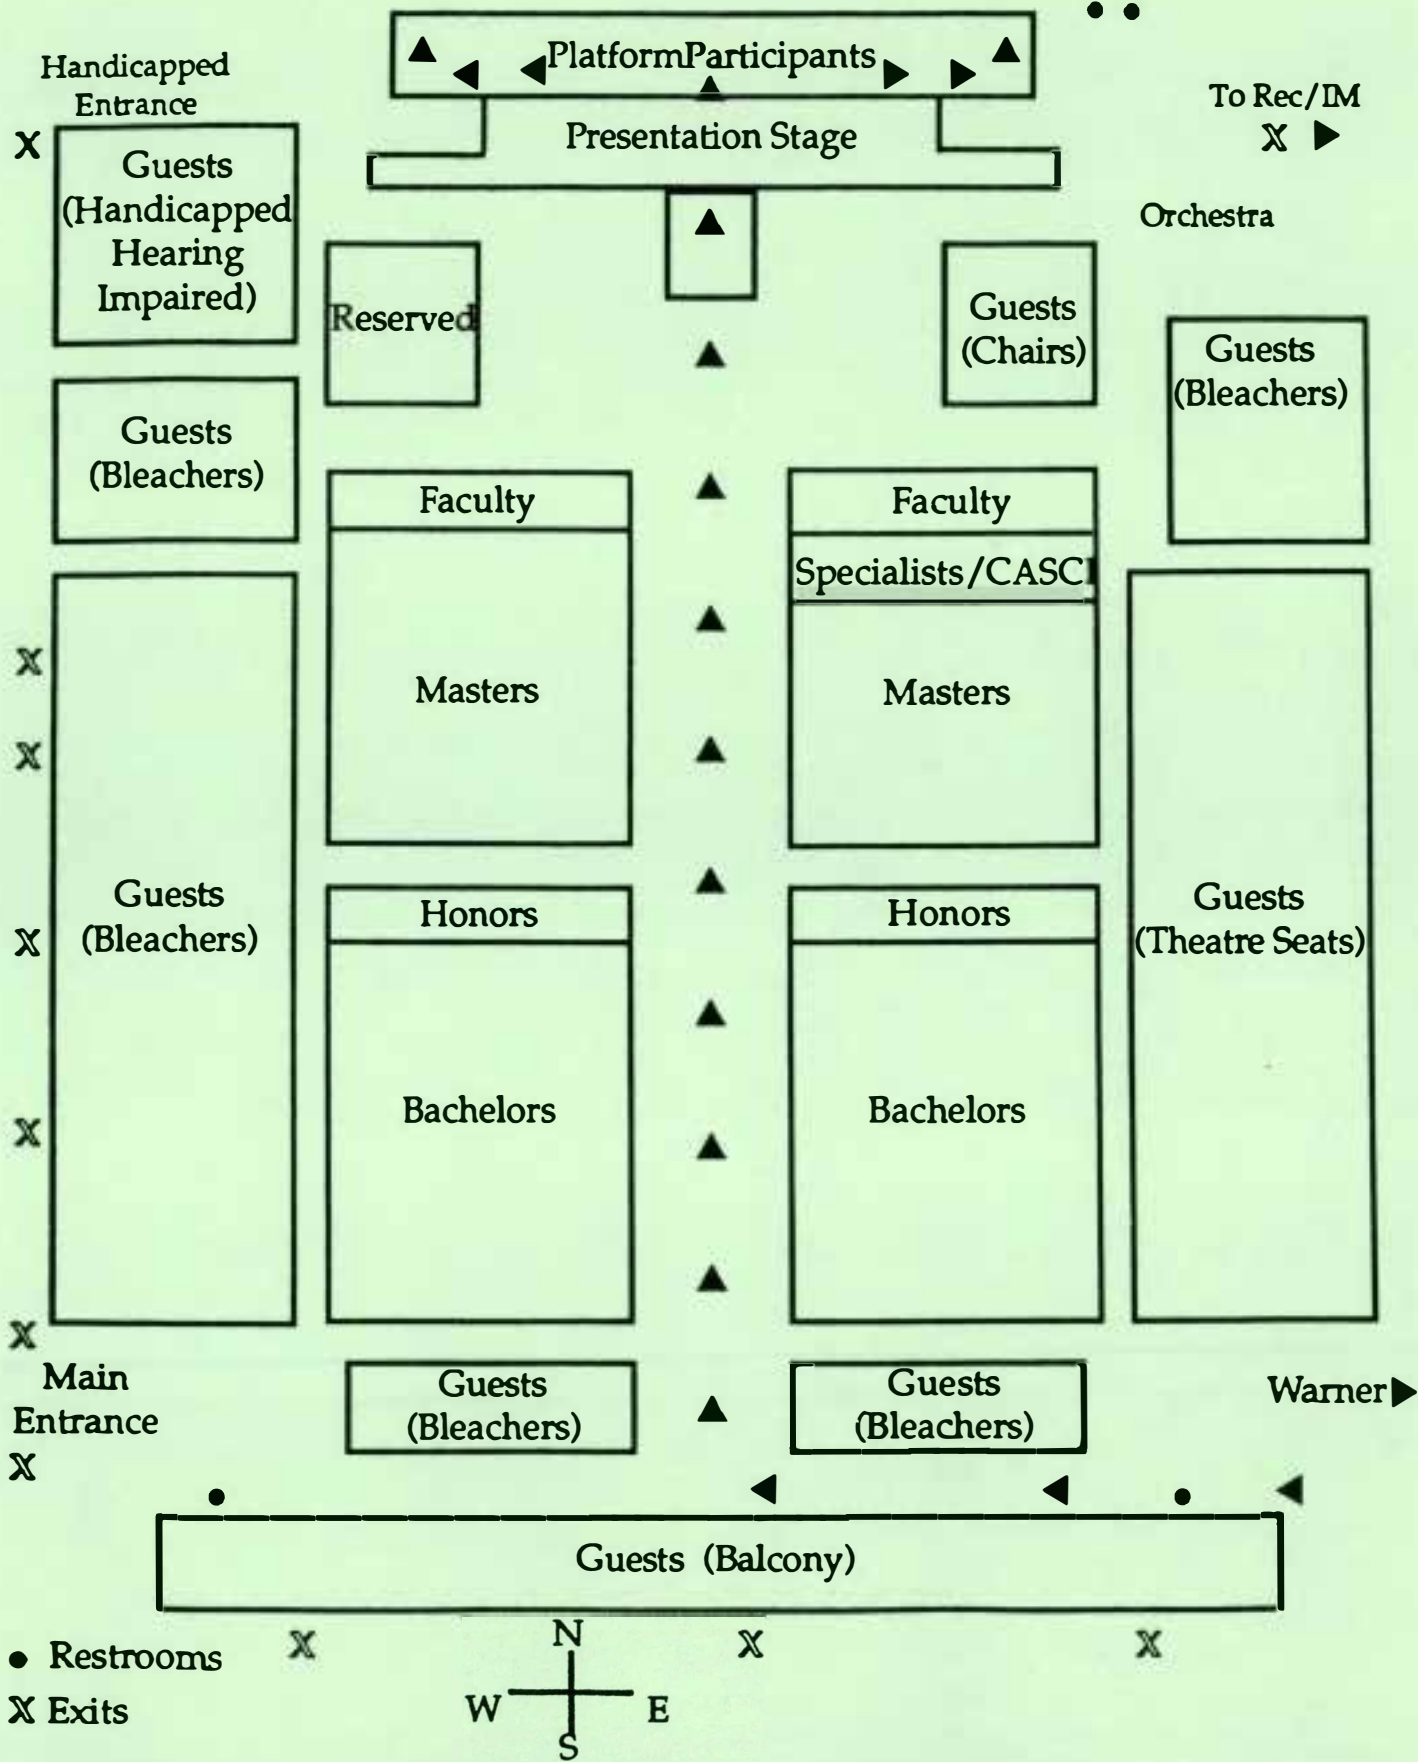 PlatformParticipants
Handicapped
Entrance
To Rec/IM
X
Presentation Stage
X
Guests
(Handicapped
Hearing
Impaired)
Orchestra
Reserved
Guests
(Chairs)
Guests
(Bleachers)
Guests
(Bleachers)
Faculty
Faculty
Specialists/CASCI
X
Masters
Masters
X
Guests
(Bleachers)
Honors
Honors
Guests
(Theatre Seats)
X
Bachelors
Bachelors
X
X
Main
Entrance
Guests
(Bleachers)
Guests
(Bleachers)
Warner
X
Guests (Balcony)
X
X
X
• Restrooms
X Exits
N
W E
S